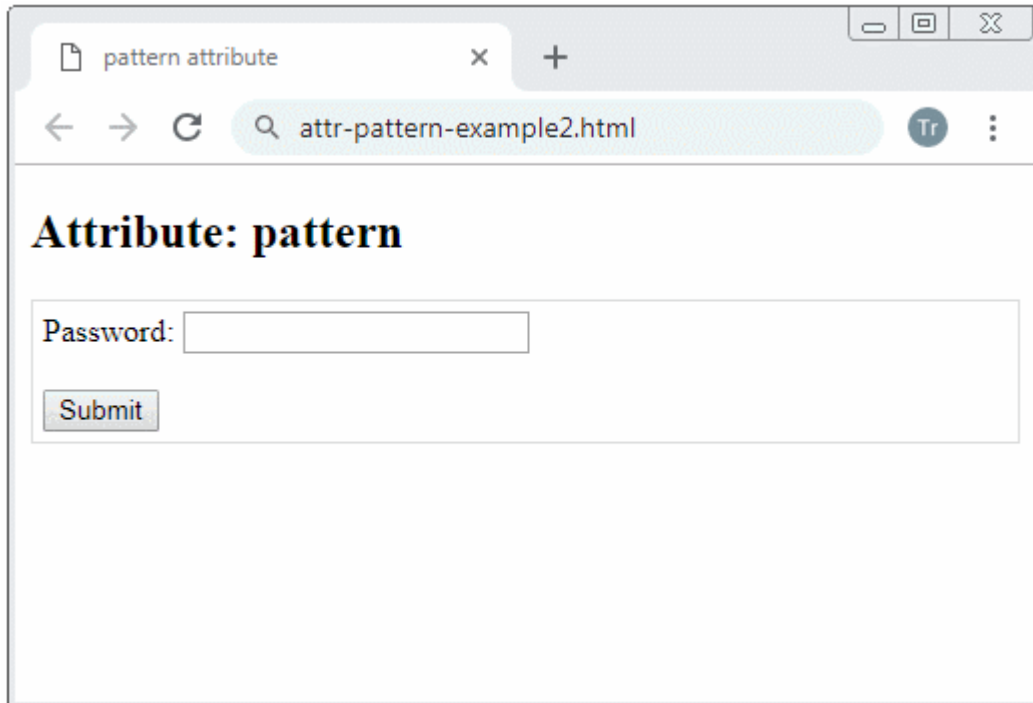 pattern attribute
attr-pattern-example2.html
Tr
Attribute: pattern
Password:
Submit